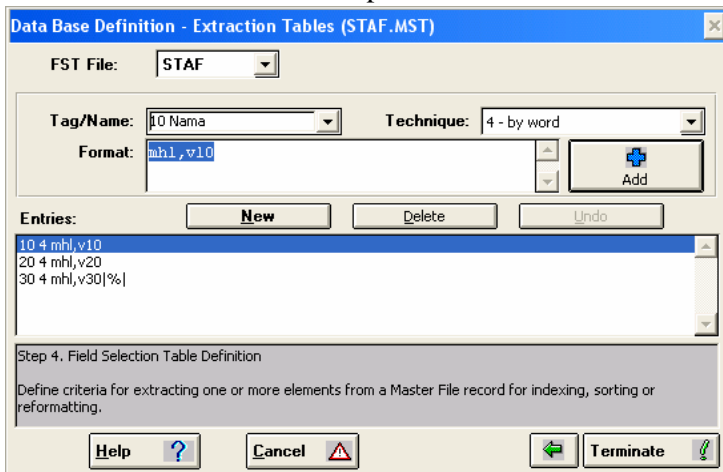 Data Base Definition - Extraction Tables (STAF.MST)
FST File: STAF
Tag/Name: 10 Nama Technique: 4 - by word
Format: mhl,v10 Add
Entries: New Delete Undo
10 4 mhl,v10
20 4 mhl,v20
30 4 mhl,v30|%|
Step 4. Field Selection Table Definition
Define criteria for extracting one or more elements from a Master File record for indexing, sorting or
reformatting.
Help Cancel Terminate